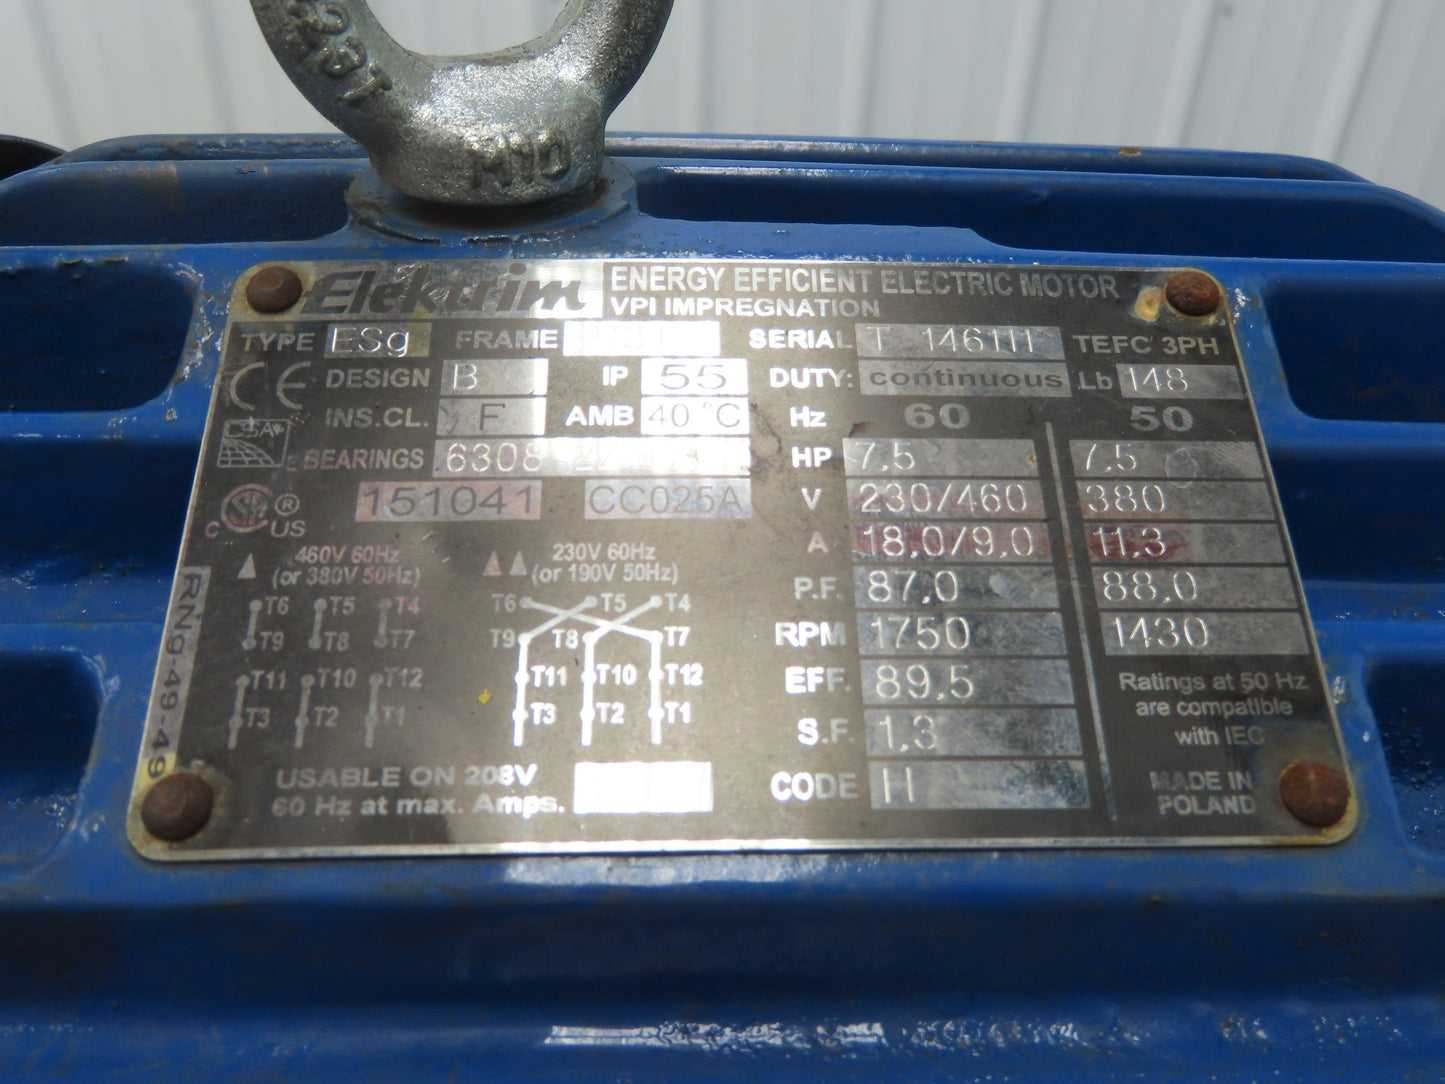 M10
Elektrim ENERGY EFFICIENT ELECTRIC MOTOR
VPI IMPREGNATION
TYPE ESg FRAME SERIAL T 146111 TEFC 3PH
CE DESIGN B IP 55 DUTY: continuous Lb 148
INS.CL. F AMB 40 °C Hz 60 50
BEARINGS 6308 HP 7.5 7.5
151041 CC025A V 230/460 380
C ® US
A 18.0/9.0 11.3
460V 60Hz
(or 380V 50Hz)
230V 60Hz
(or 190V 50Hz)
P.F. 87.0 88.0
T6 T5 T4 T6 T5 T4
RPM 1750 1430
T9 T8 T7 T9 T8 T7
EFF. 89.5
T11 T10 T12 T11 T10 T12
T3 T2 T1 T3 T2 T1
S.F. 1.3
Ratings at 50 Hz
are compatible
with IEC
USABLE ON 208V
60 Hz at max. Amps.
CODE H
MADE IN
POLAND
RNg-49-49